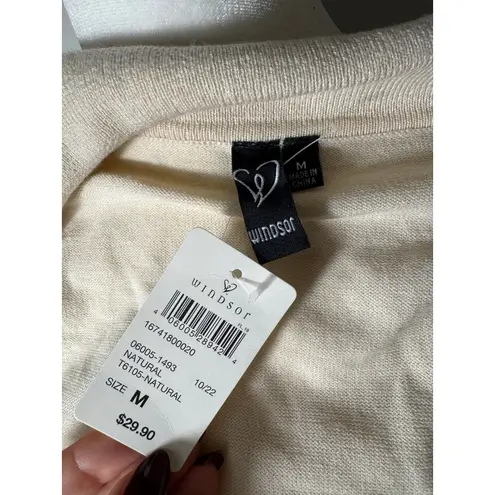 M
MADE IN
CHINA
WINDSOR
WINDSOR
4 06005 28942 4
16741800020
06005-1493
NATURAL 10/22
T6105-NATURAL
SIZE M
$29.90